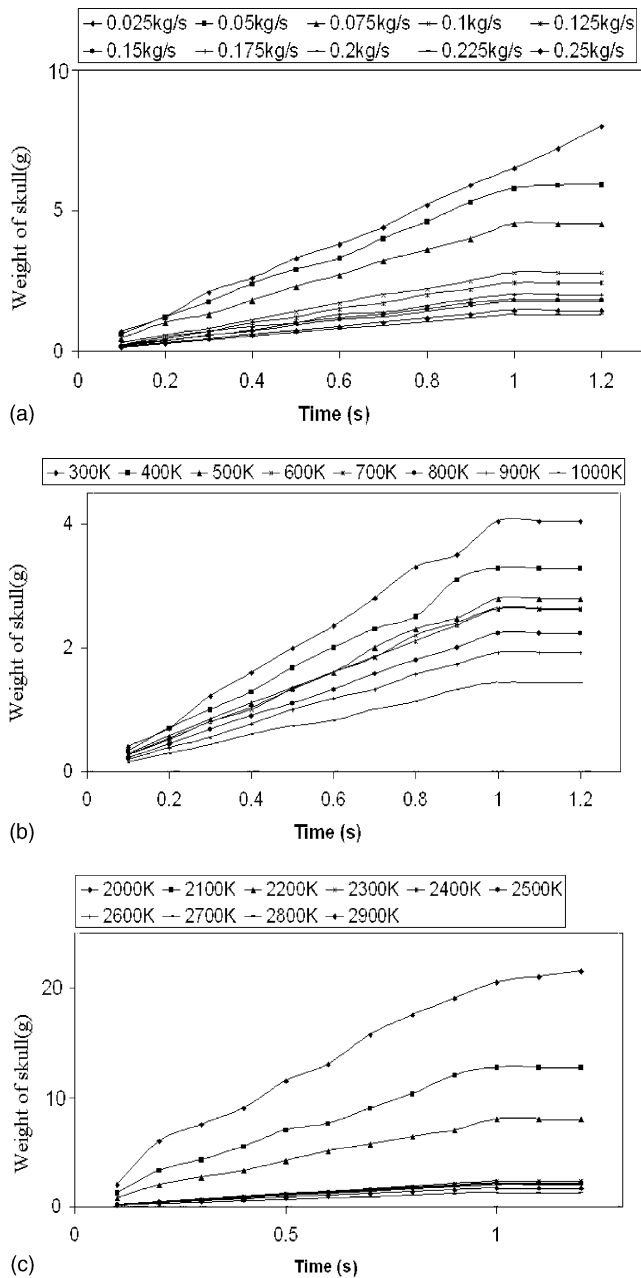 0.025kg/s 0.05kg/s 0.075kg/s 0.1kg/s 0.125kg/s
0.15kg/s 0.175kg/s 0.2kg/s 0.225kg/s 0.25kg/s
10
5
0
Weight of skull(g)
0 0.2 0.4 0.6 0.8 1 1.2
Time (s)
(a)
300K 400K 500K 600K 700K 800K 900K 1000K
4
2
0
Weight of skull(g)
0 0.2 0.4 0.6 0.8 1 1.2
Time (s)
(b)
2000K 2100K 2200K 2300K 2400K 2500K
2600K 2700K 2800K 2900K
20
10
0
Weight of skull(g)
0 0.5 1
Time (s)
(c)